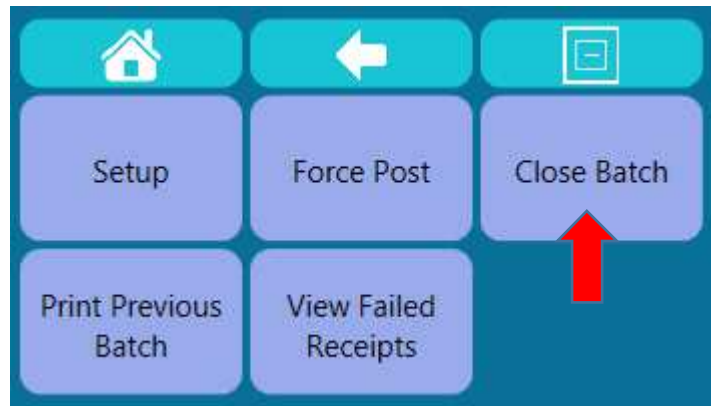 Setup
Force Post
Close Batch
Print Previous
Batch
View Failed
Receipts